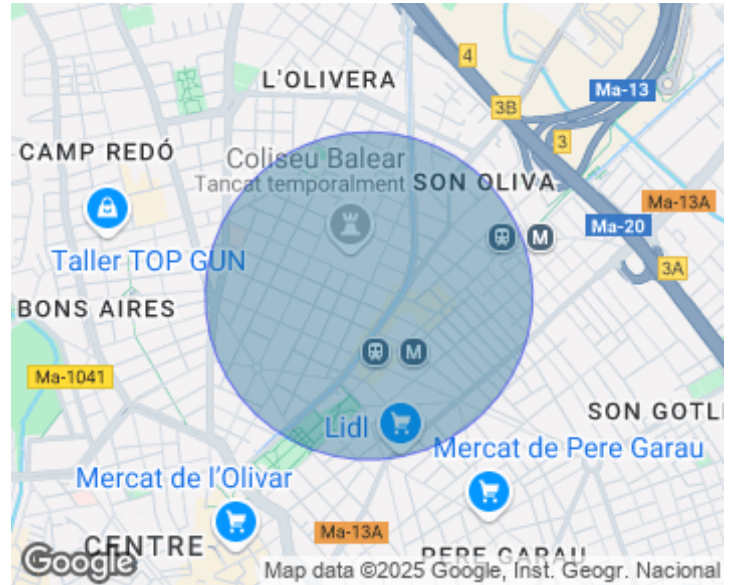 4
L'OLIVERA
Ma-13
3B
3
CAMP REDÓ
Coliseu Balear
Tancat temporalment
SON OLIVA
Ma-13A
Ma-20
M
Taller TOP GUN
3A
BONS AIRES
M
Ma-1041
SON GOTL
Lidl
Mercat de Pere Garau
Mercat de l'Olivar
Ma-13A
CENTRE
PERE GARAU
Google
Map data ©2025 Google, Inst. Geogr. Nacional